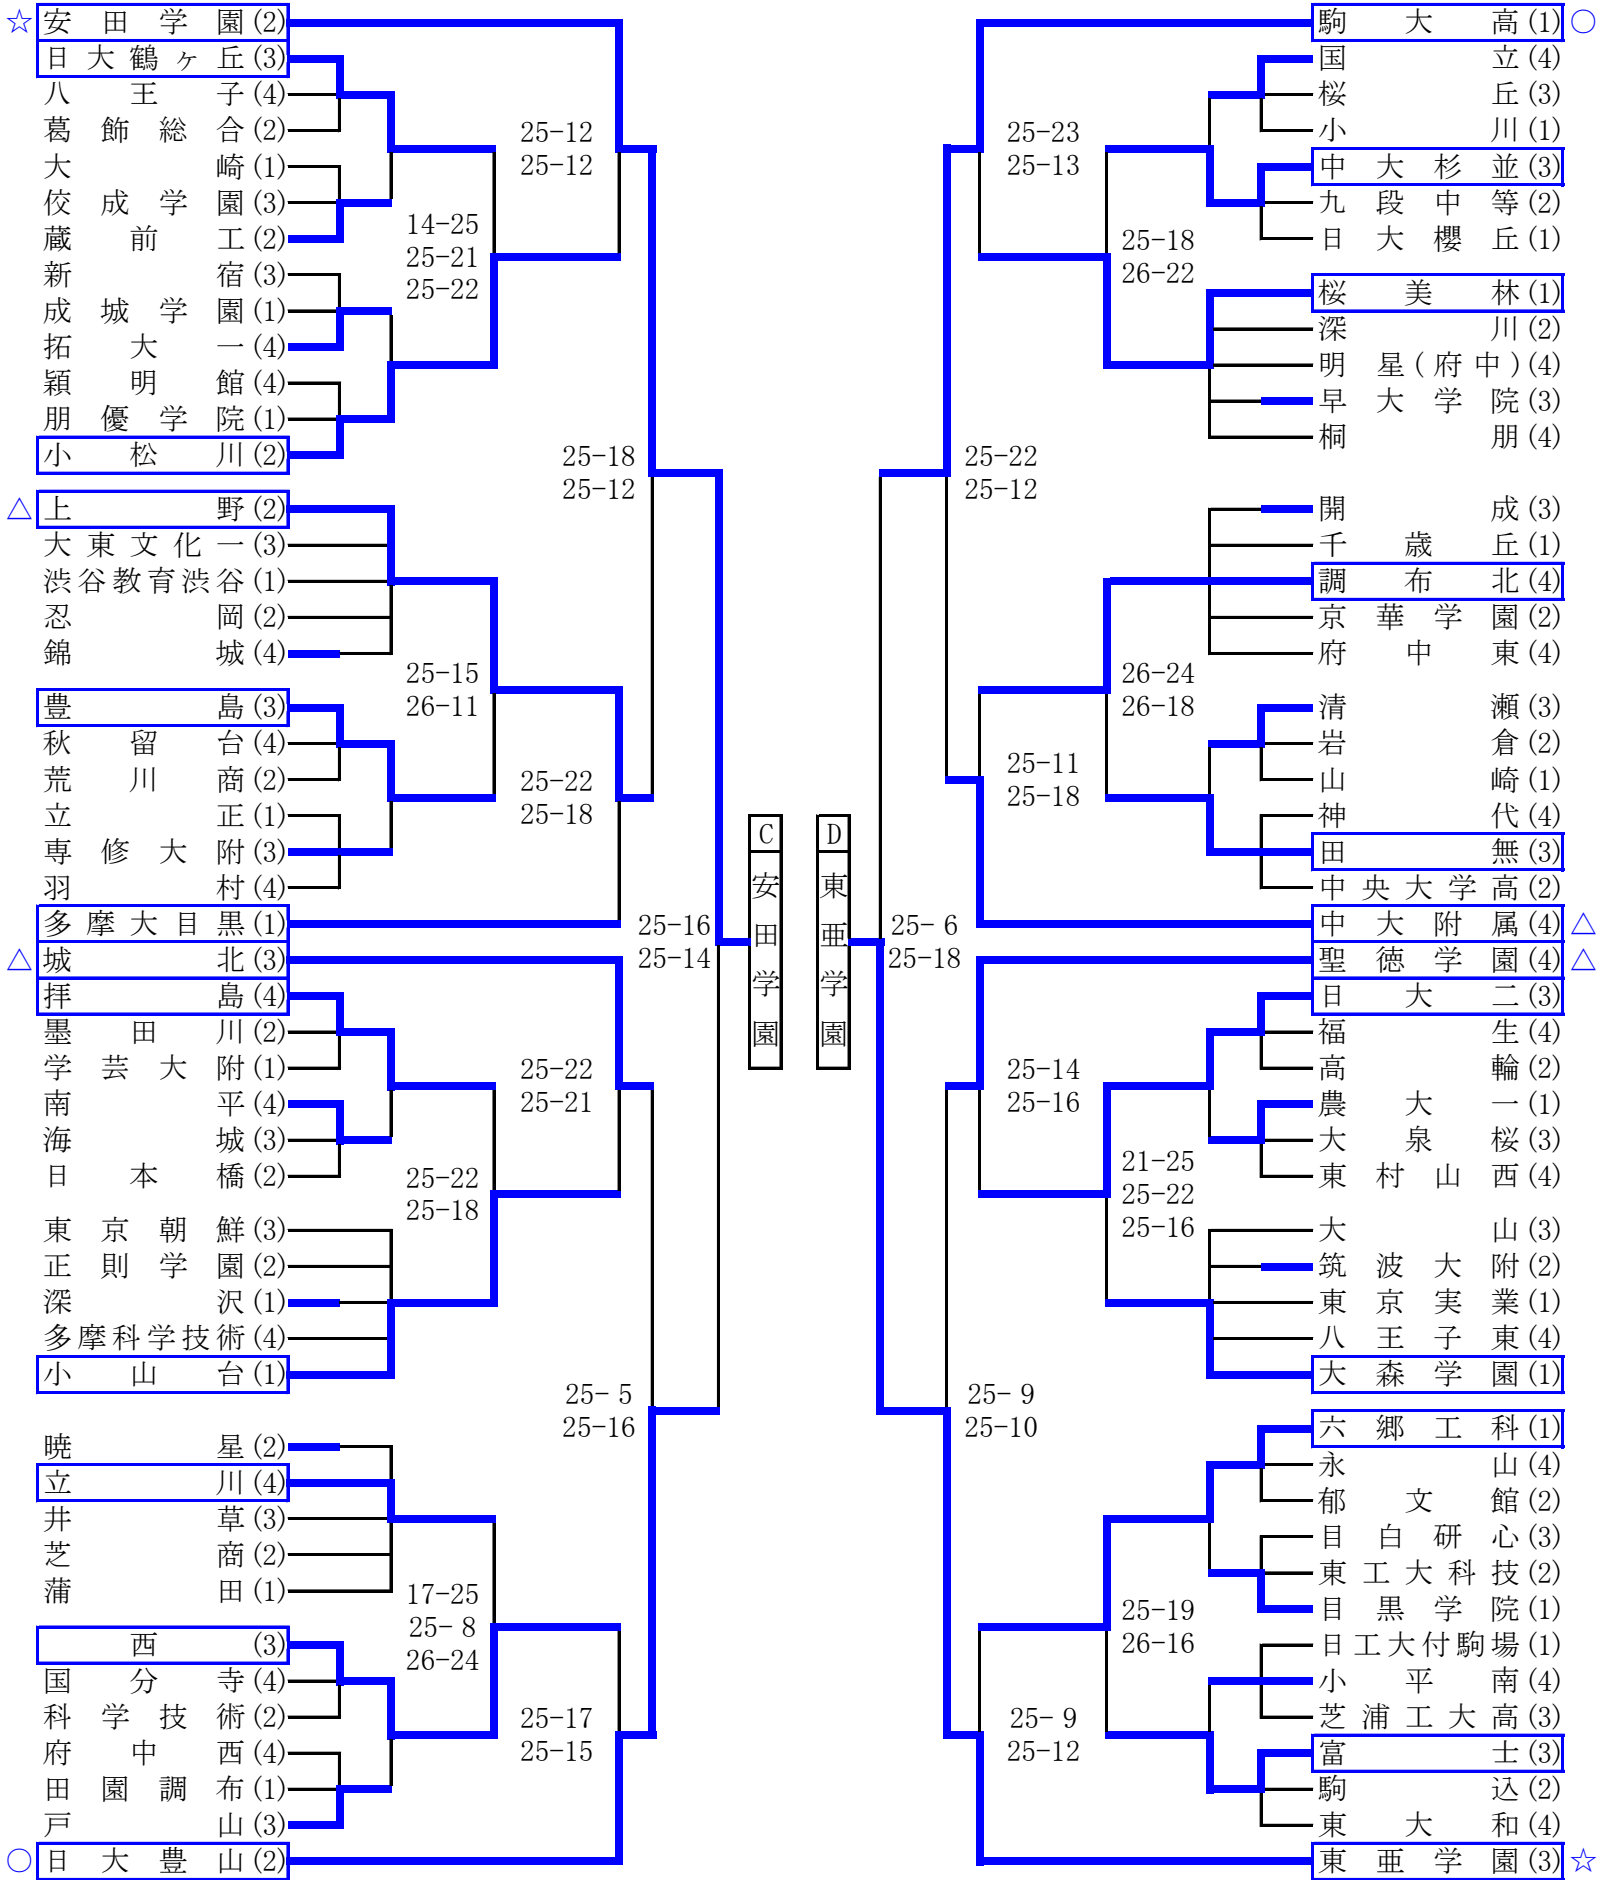 ☆安田学園(2)
日大鶴ヶ丘(3)
八王子(4)
葛飾総合(2)
大崎(1)
佼成学園(3)
蔵前工(2)
新宿(3)
成城学園(1)
拓大一(4)
穎明館(4)
朋優学院(1)
小松川(2)
△上野(2)
大東文化一(3)
渋谷教育渋谷(1)
忍岡(2)
錦城(4)
豊島(3)
秋留台(4)
荒川商(2)
立正(1)
専修大附(3)
羽村(4)
多摩大目黒(1)
△城北(3)
拝島(4)
墨田川(2)
学芸大附(1)
南平(4)
海城(3)
日本橋(2)
東京朝鮮(3)
正則学園(2)
深沢(1)
多摩科学技術(4)
小山台(1)
暁星(2)
立川(4)
井草(3)
芝商(2)
蒲田(1)
西(3)
国分寺(4)
科学技術(2)
府中西(4)
田園調布(1)
戸山(3)
○日大豊山(2)
25-12
25-12
14-25
25-21
25-22
25-18
25-12
25-15
26-11
25-22
25-18
25-16
25-14
25-22
25-21
25-22
25-18
25- 5
25-16
17-25
25- 8
26-24
25-17
25-15
C
安田学園
D
東亜学園
25-23
25-13
25-18
26-22
25-22
25-12
26-24
26-18
25-11
25-18
25- 6
25-18
25-14
25-16
21-25
25-22
25-16
25- 9
25-10
25-19
26-16
25- 9
25-12
駒大高(1)○
国立(4)
桜丘(3)
小川(1)
中大杉並(3)
九段中等(2)
日大櫻丘(1)
桜美林(1)
深川(2)
明星(府中)(4)
早大学院(3)
桐朋(4)
開成(3)
千歳丘(1)
調布北(4)
京華学園(2)
府中東(4)
清瀬(3)
岩倉(2)
山崎(1)
神代(4)
田無(3)
中央大学高(2)
中大附属(4)△
聖徳学園(4)△
日大二(3)
福生(4)
高輪(2)
農大一(1)
大泉桜(3)
東村山西(4)
大山(3)
筑波大附(2)
東京実業(1)
八王子東(4)
大森学園(1)
六郷工科(1)
永山(4)
郁文館(2)
目白研心(3)
東工大科技(2)
目黒学院(1)
日工大付駒場(1)
小平南(4)
芝浦工大高(3)
富士(3)
駒込(2)
東大和(4)
東亜学園(3)☆